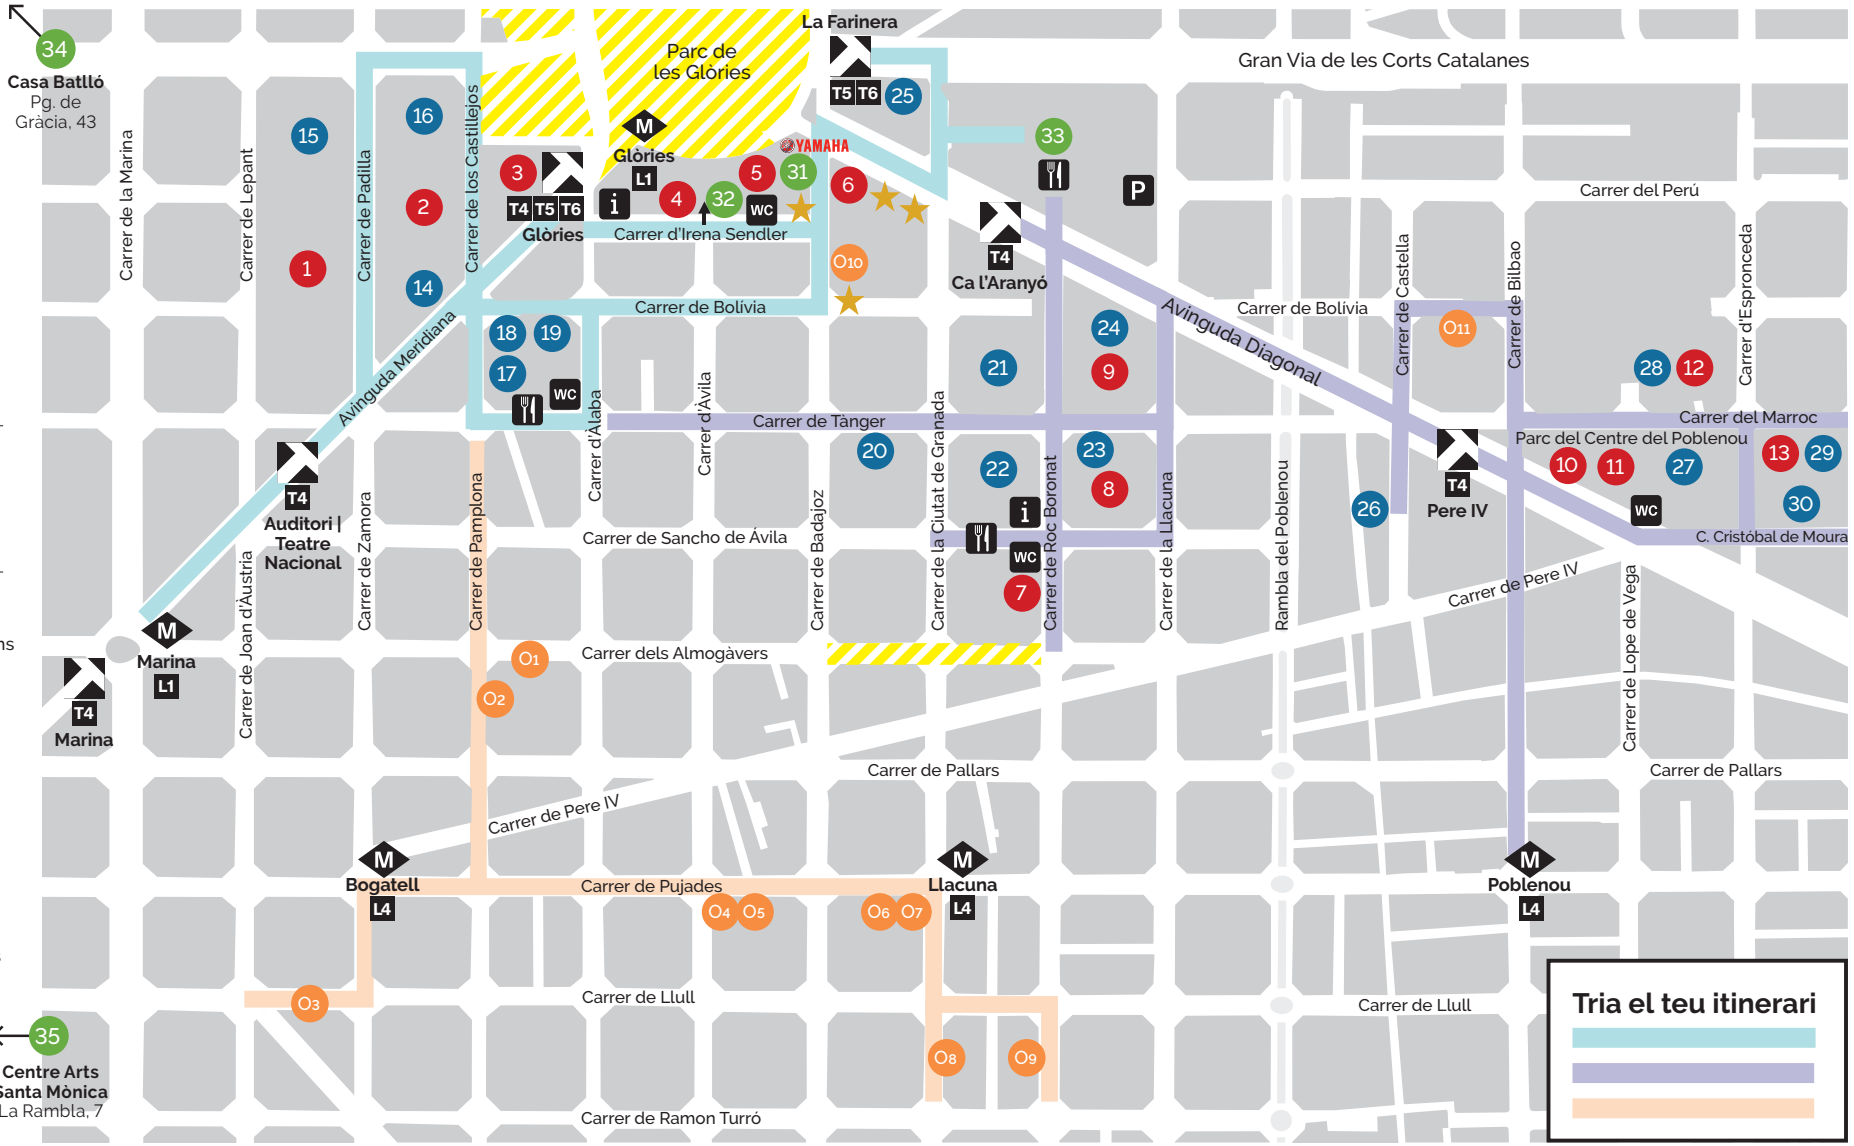 34
Casa Batlló
Pg. de
Gràcia, 43
La Farinera
T5 T6
25
Parc de
les Glòries
Gran Via de les Corts Catalanes
15
16
2
1
14
Carrer de la Marina
Carrer de Lepant
Carrer de Padilla
Carrer de los Castillejos
M
Glòries
L1
YAMAHA
3
T4 T5 T6
Glòries
i
4
32
5
WC
31
6
33
P
Carrer d'Irena Sendler
O10
T4
Ca l'Aranyó
Carrer del Perú
Carrer de Bolívia
Carrer de Bolívia
Carrer de Castella
Carrer de Bilbao
Carrer d'Espronceda
O11
Avinguda Meridiana
Avinguda Diagonal
18
19
17
WC
21
24
9
28
12
Carrer d'Àlaba
Carrer d'Àvila
Carrer de Tànger
Carrer del Marroc
Parc del Centre del Poblenou
20
22
23
8
10
11
27
13
29
30
WC
26
T4
Pere IV
T4
Auditori |
Teatre
Nacional
Carrer de Joan d'Àustria
Carrer de Zamora
Carrer de Pamplona
Carrer de Sancho de Ávila
Carrer de Badajoz
Carrer de la Ciutat de Granada
Carrer de Roc Boronat
Carrer de la Llacuna
Rambla del Poblenou
i
WC
7
C. Cristóbal de Moura
Carrer de Pere IV
Carrer de Lope de Vega
ns
M
Marina
L1
T4
Marina
O1
O2
Carrer dels Almogàvers
Carrer de Pallars
Carrer de Pallars
Carrer de Pere IV
M
Bogatell
L4
Carrer de Pujades
M
Llacuna
L4
M
Poblenou
L4
O4
O5
O6
O7
O3
Carrer de Llull
Carrer de Llull
35
Centre Arts
Santa Mònica
La Rambla, 7
O8
O9
Carrer de Ramon Turró
Tria el teu itinerari